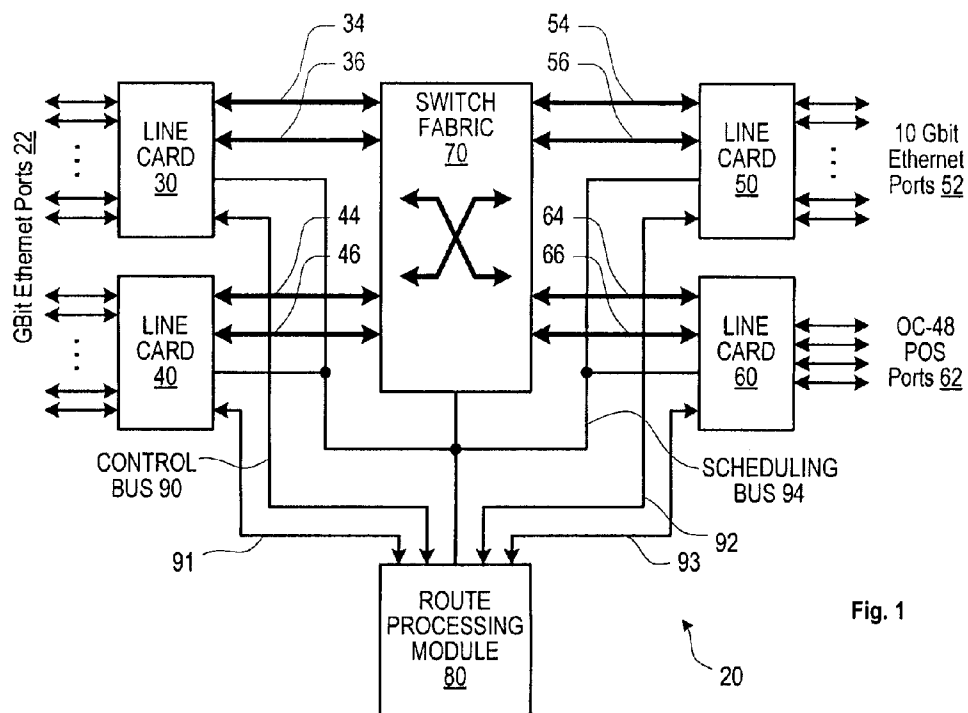 34
36
54
56
GBit Ethernet Ports 22
LINE
CARD
30
SWITCH
FABRIC
70
LINE
CARD
50
10 Gbit
Ethernet
Ports 52
44
46
64
66
LINE
CARD
40
LINE
CARD
60
OC-48
POS
Ports 62
CONTROL
BUS 90
SCHEDULING
BUS 94
91
92
93
ROUTE
PROCESSING
MODULE
80
Fig. 1
20